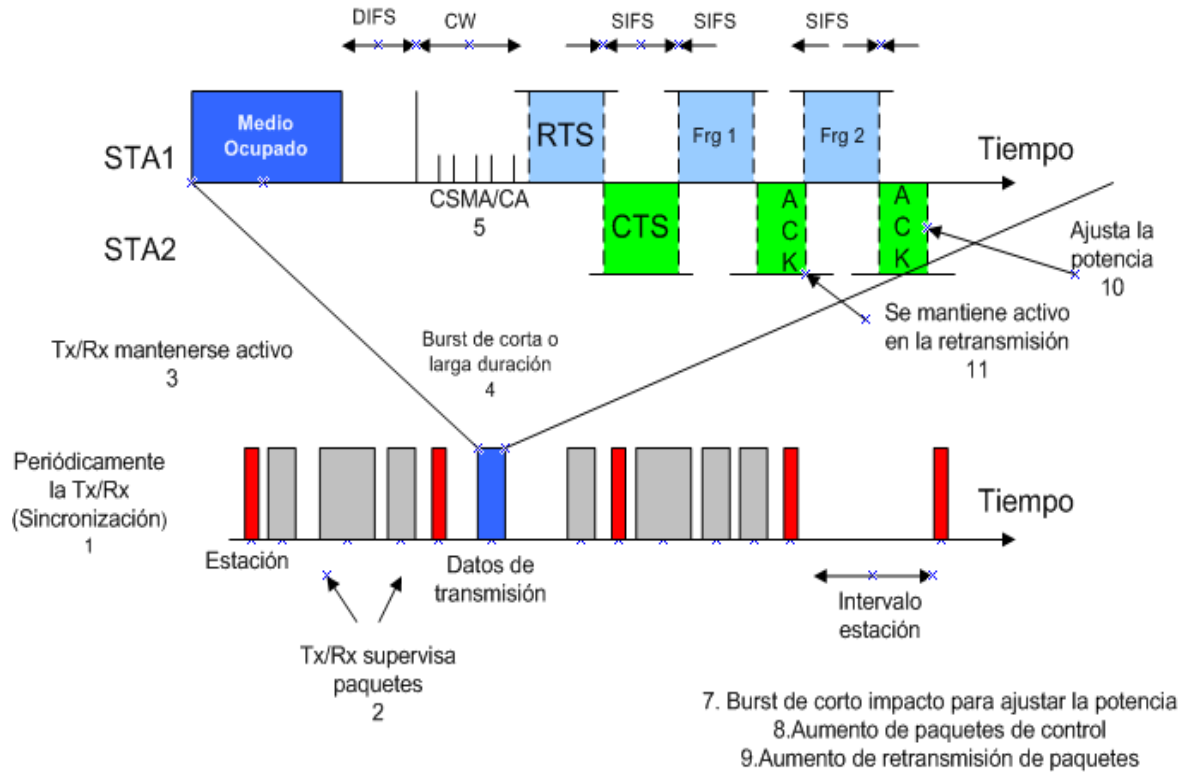 DIFS
CW
SIFS
SIFS
SIFS
Medio
Ocupado
STA1
RTS
Frg 1
Frg 2
Tiempo
CSMA/CA
5
STA2
CTS
A
C
K
A
C
K
Ajusta la
potencia
10
Se mantiene activo
en la retransmisión
11
Tx/Rx mantenerse activo
3
Burst de corta o
larga duración
4
Periódicamente
la Tx/Rx
(Sincronización)
1
Tiempo
Estación
Datos de
transmisión
Intervalo
estación
Tx/Rx supervisa
paquetes
2
7. Burst de corto impacto para ajustar la potencia
8.Aumento de paquetes de control
9.Aumento de retransmisión de paquetes